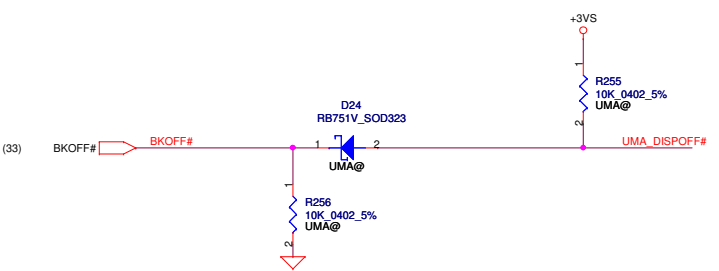 +3VS
1
R255
10K_0402_5%
UMA@
2
D24
RB751V_SOD323
(33)
BKOFF#
BKOFF#
1
2
UMA@
UMA_DISPOFF#
1
R256
10K_0402_5%
UMA@
2